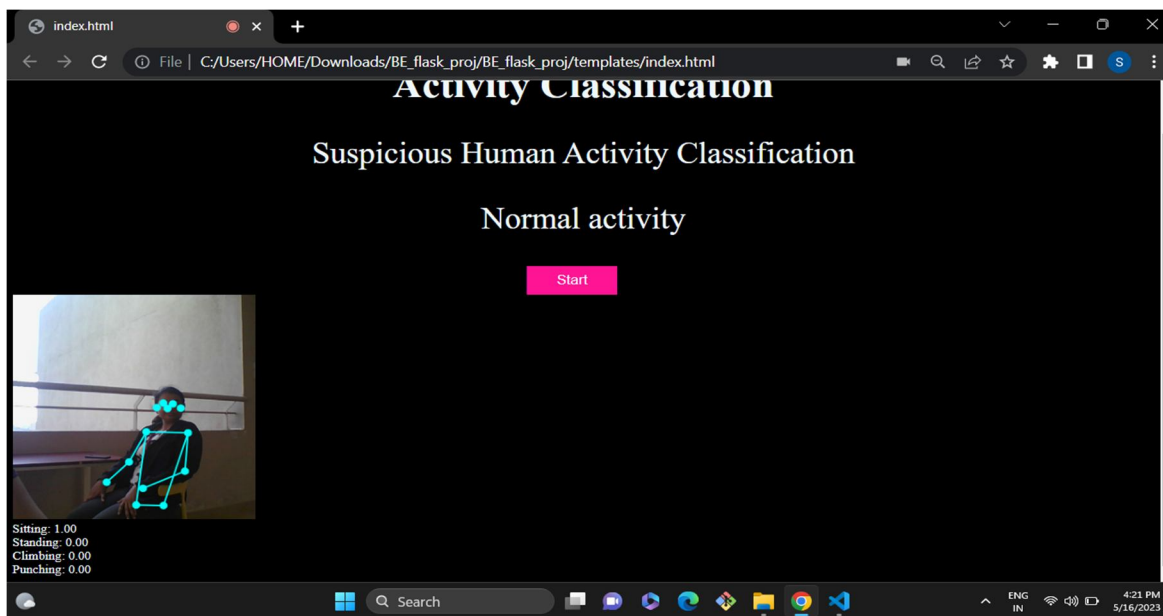 index.html
File | C:/Users/HOME/Downloads/BE_flask_proj/BE_flask_proj/templates/index.html
S
Activity Classification
Suspicious Human Activity Classification
Normal activity
Start
Sitting: 1.00
Standing: 0.00
Climbing: 0.00
Punching: 0.00
Search
ENG
IN
4:21 PM
5/16/2023